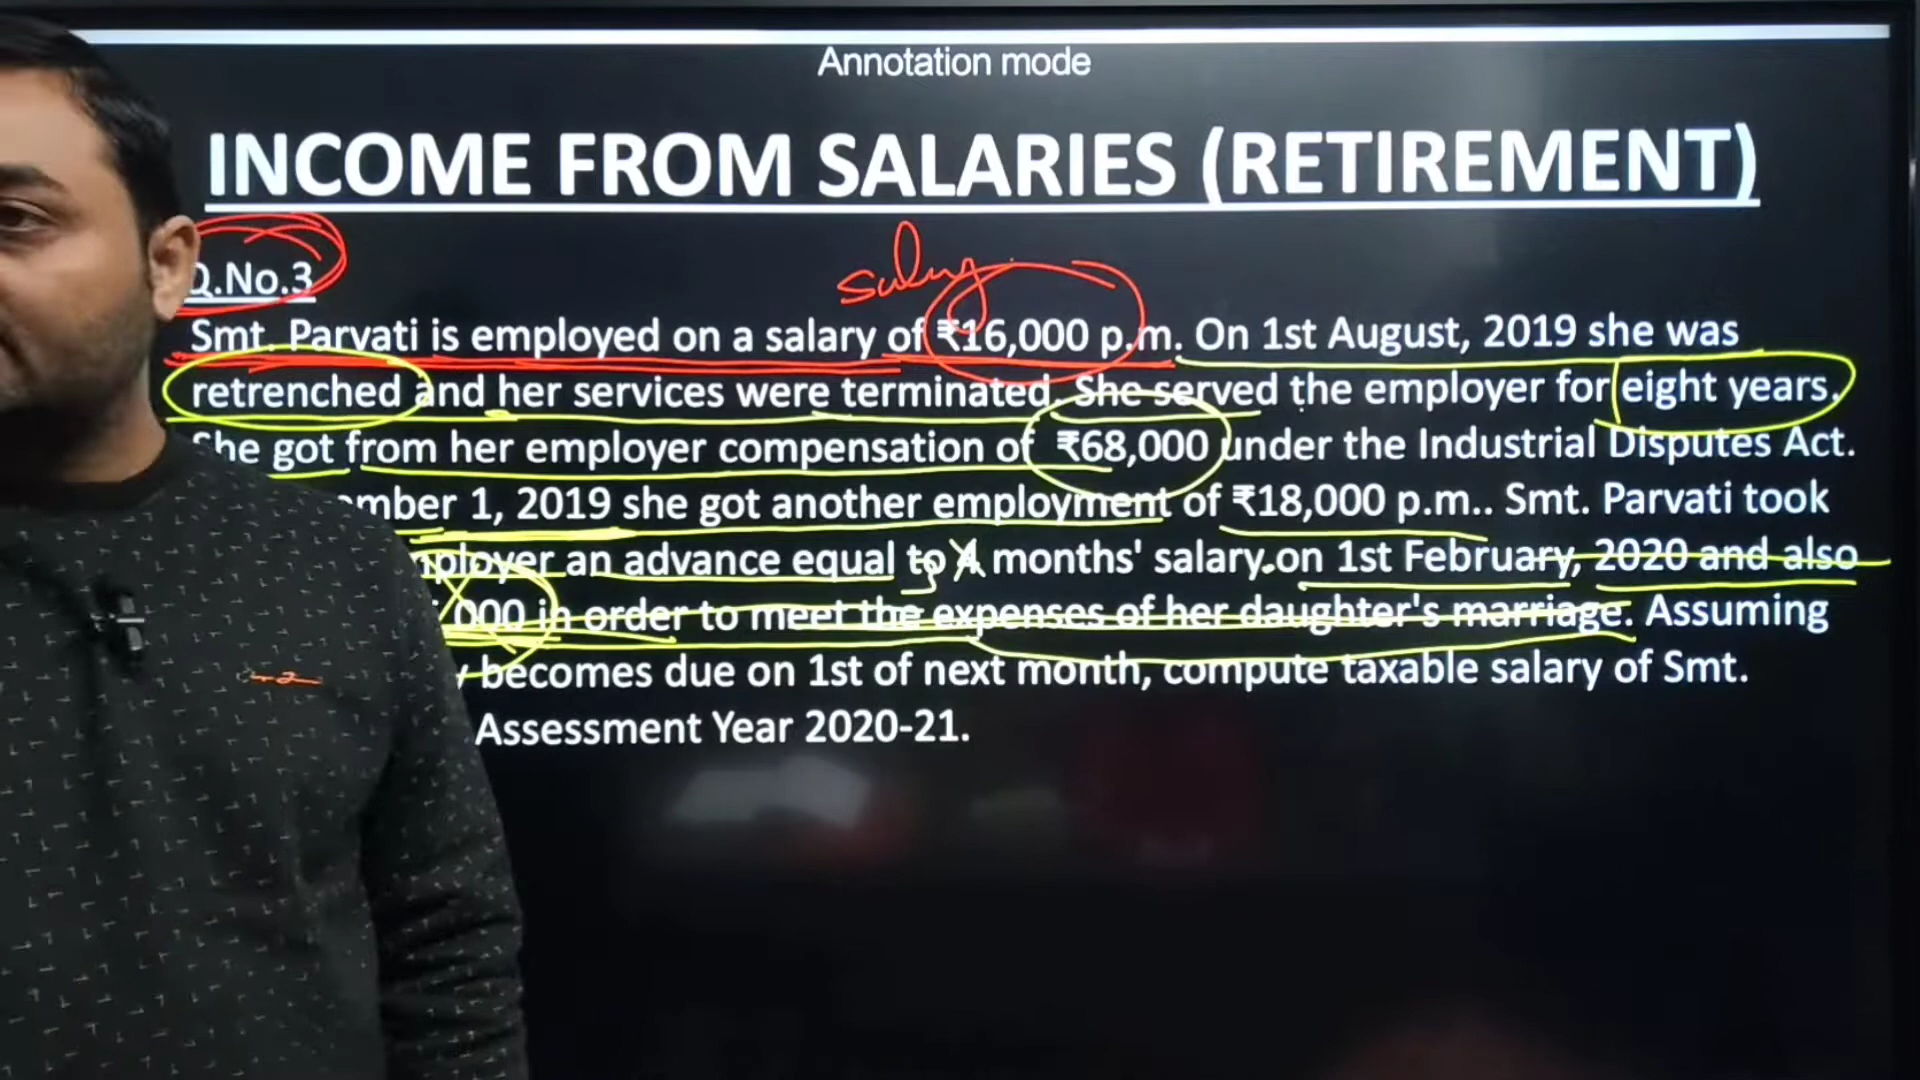 Annotation mode
INCOME FROM SALARIES (RETIREMENT)
Q.No.3
salary
Smt. Parvati is employed on a salary of ₹16,000 p.m. On 1st August, 2019 she was
retrenched and her services were terminated. She served the employer for eight years.
She got from her employer compensation of ₹68,000 under the Industrial Disputes Act.
1, 2019 she got another employment of ₹18,000 p.m.. Smt. Parvati took
an advance equal to months' salary on 1st February, 2020 and also
in order to meet the expenses of her daughter's marriage. Assuming
becomes due on 1st of next month, compute taxable salary of Smt.
Assessment Year 2020-21.